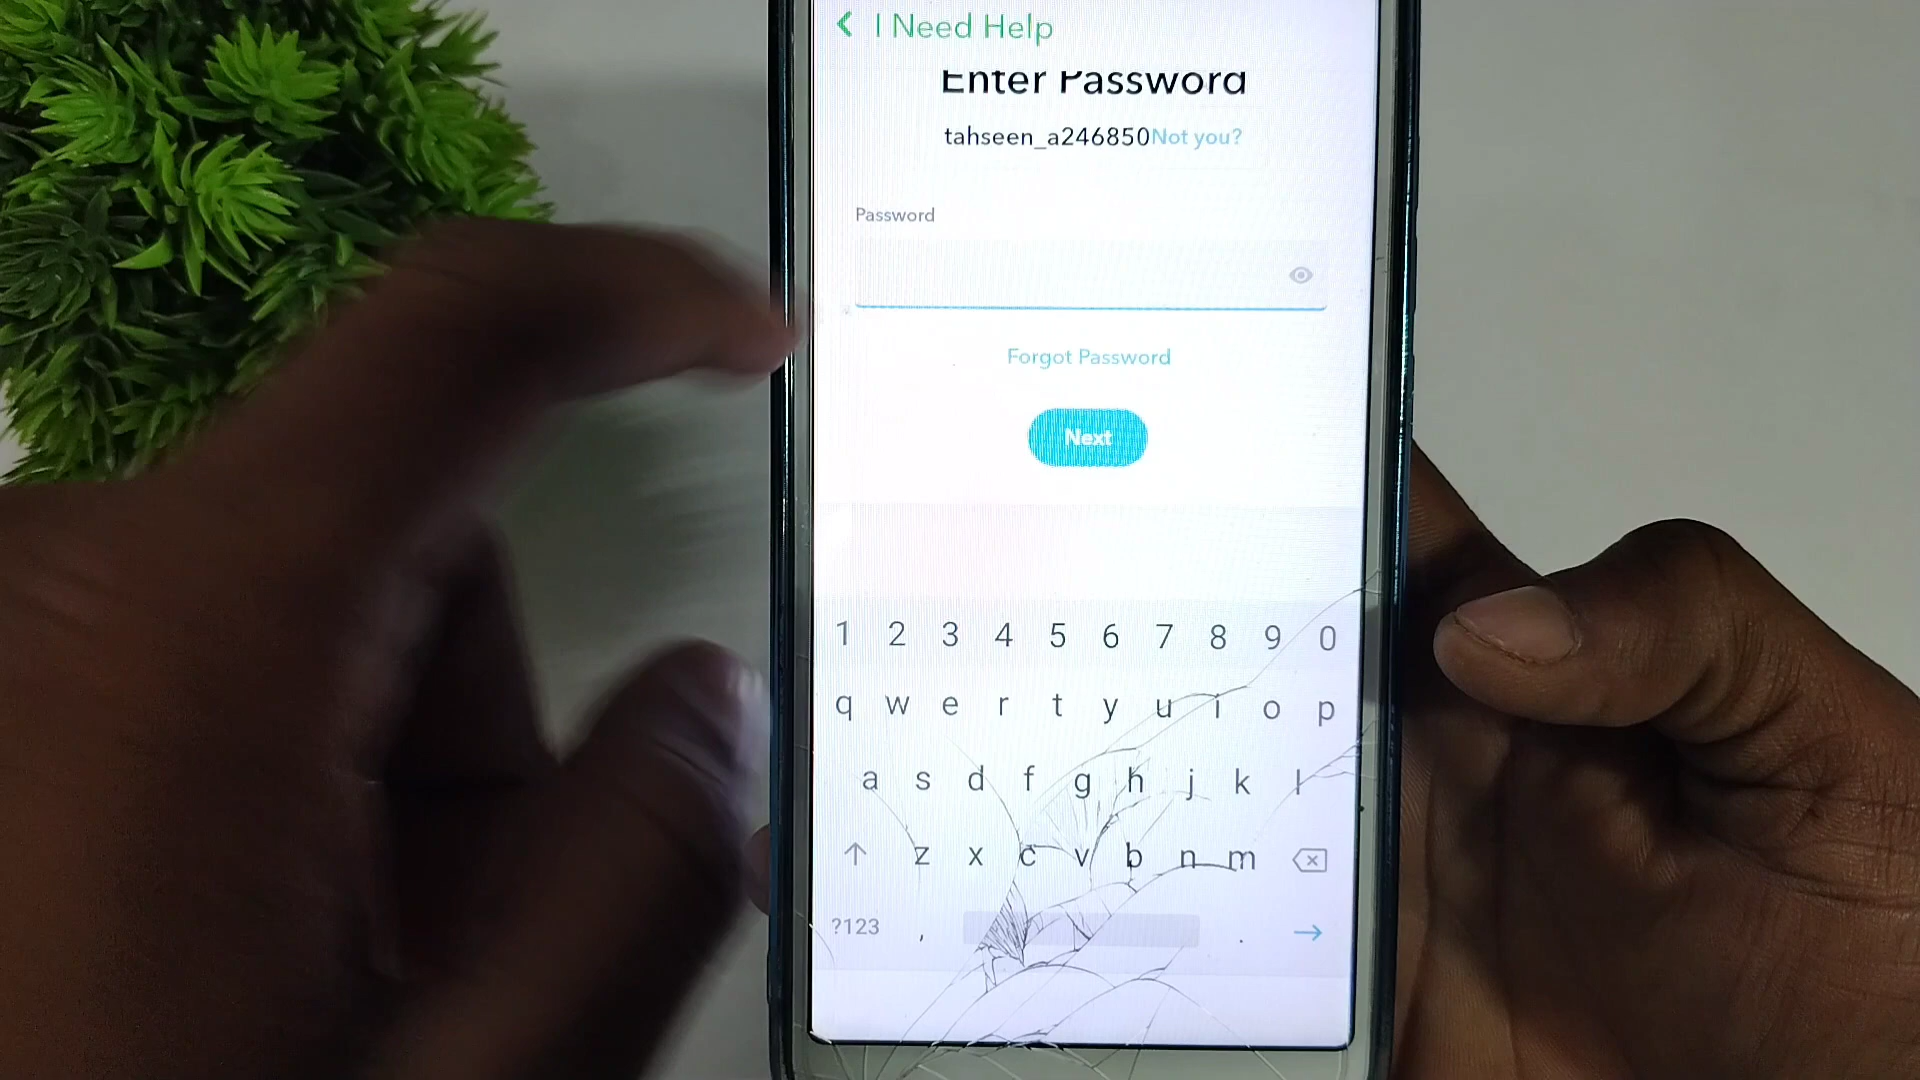 I Need Help
Enter Password
tahseen_a246850Not you?
Password
Forgot Password
Next
1 2 3 4 5 6 7 8 9 0
q w e r t y u i o p
a s d f g h j k l
z x c v b n m
?123 , .